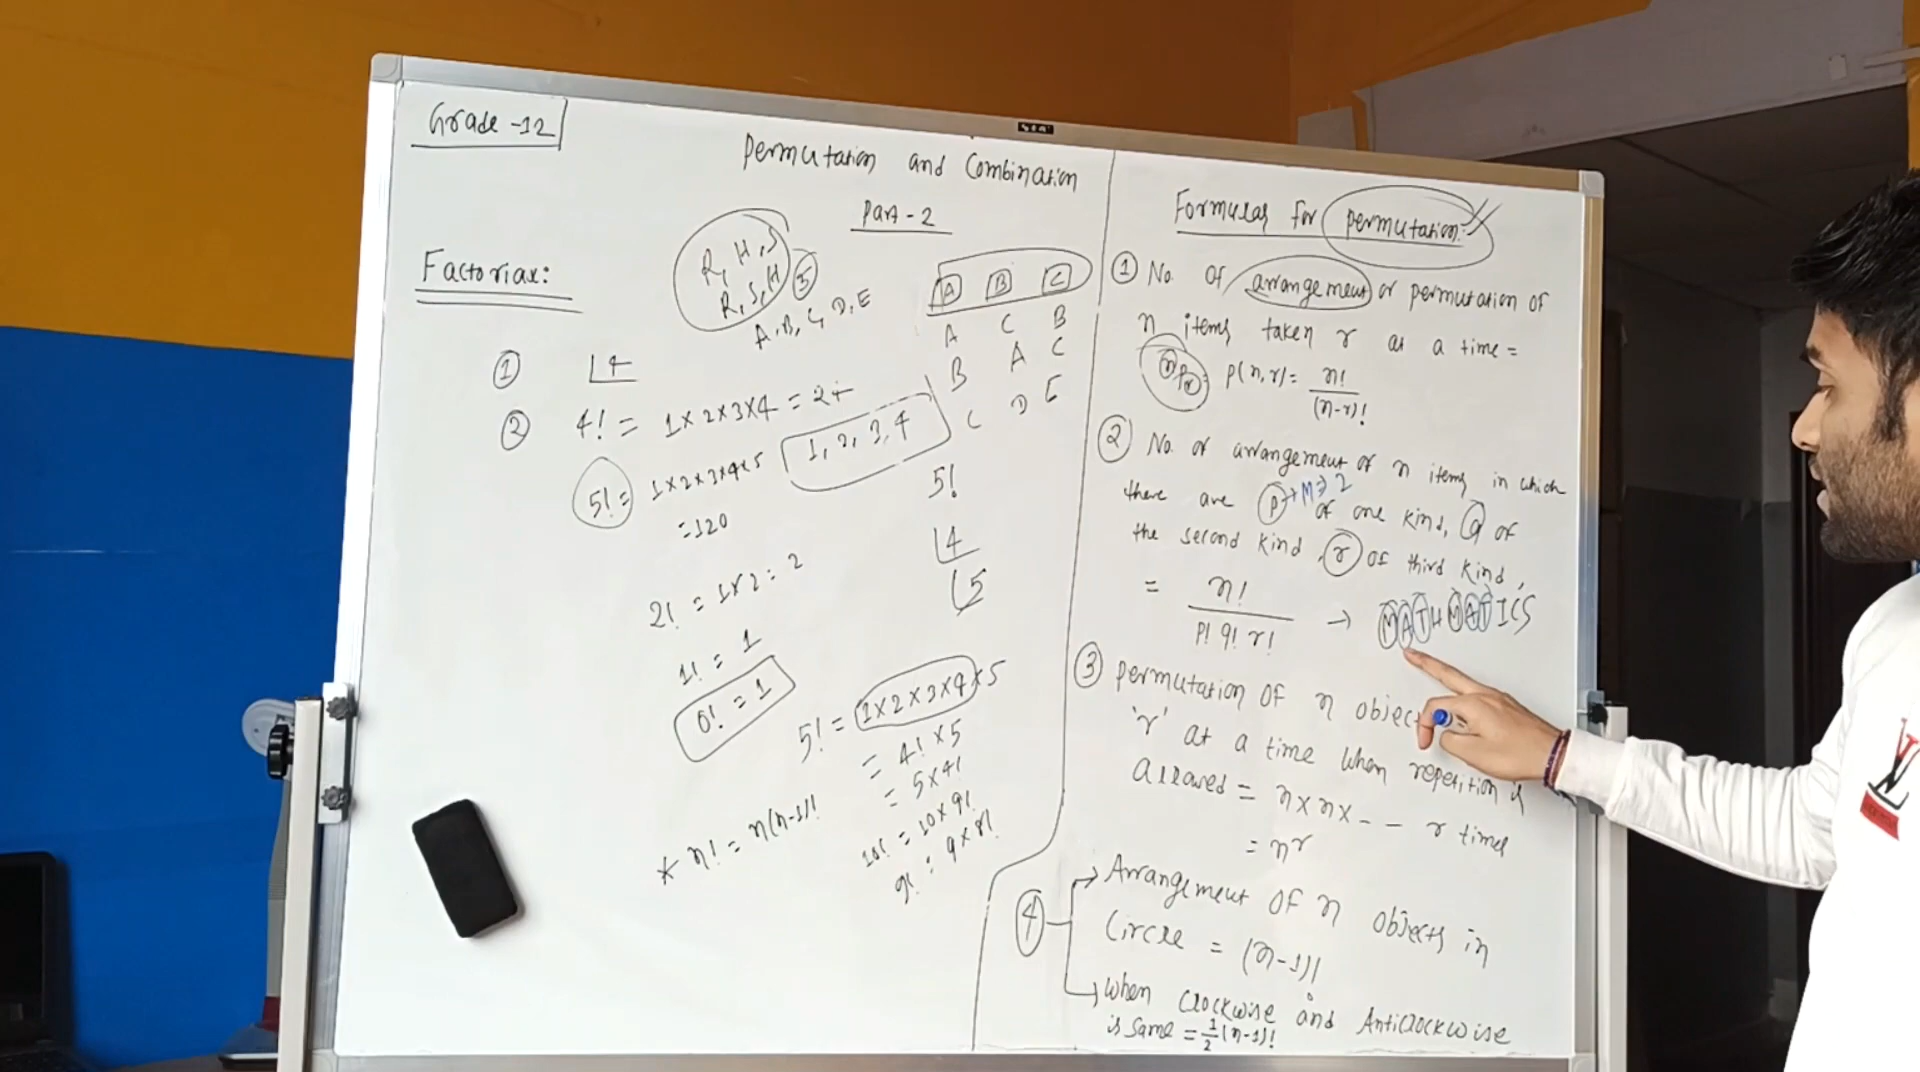 Grade -12
Permutation and Combination
Part - 2
Factorial:
R, H, S
R, S, H
5
A, B, C, D, E
A B C
A C B
B A C
C D E
① 4
② 4! = 1×2×3×4 = 24
1, 2, 3, 4
5! = 1×2×3×4×5
= 120
5!
4
5
2! = 1×2 = 2
1! = 1
0! = 1
5! = 1×2×3×4×5
= 4! × 5
= 5×4!
10! = 10×9!
9! = 9×8!
* n! = n(n-1)!
Formulas for permutation:
① No. of arrangement or permutation of
n items taken r at a time =
nPr = P(n,r) = n!
(n-r)!
② No. of arrangement of n items in which
there are P → M → 2 of one kind, q of
the second kind, r of third kind,
= n!
P! q! r!
→ MATHMATICS
③ Permutation of n objects
'r' at a time when repetition is
allowed = n×n×- - r times
= nr
④ → Arrangement of n objects in
Circle = (n-1)!
→ When clockwise and Anticlockwise
is same = 1/2 (n-1)!